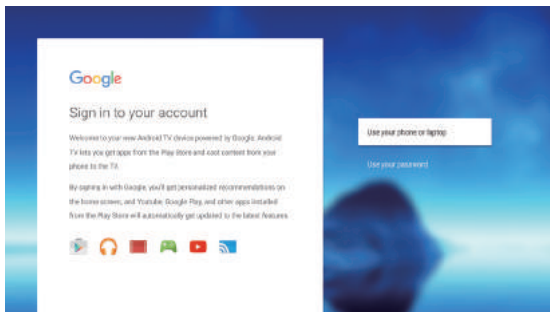 Google
Sign in to your account
Welcome to your new Android TV device powered by Google. Android
TV lets you get apps from the Play Store and cast content from your
phone to the TV.
By signing in with Google, you'll get personalized recommendations on
the home screen, and Youtube, Google Play, and other apps installed
from the Play Store will automatically get updated to the latest features.
Use your phone or laptop
Use your password